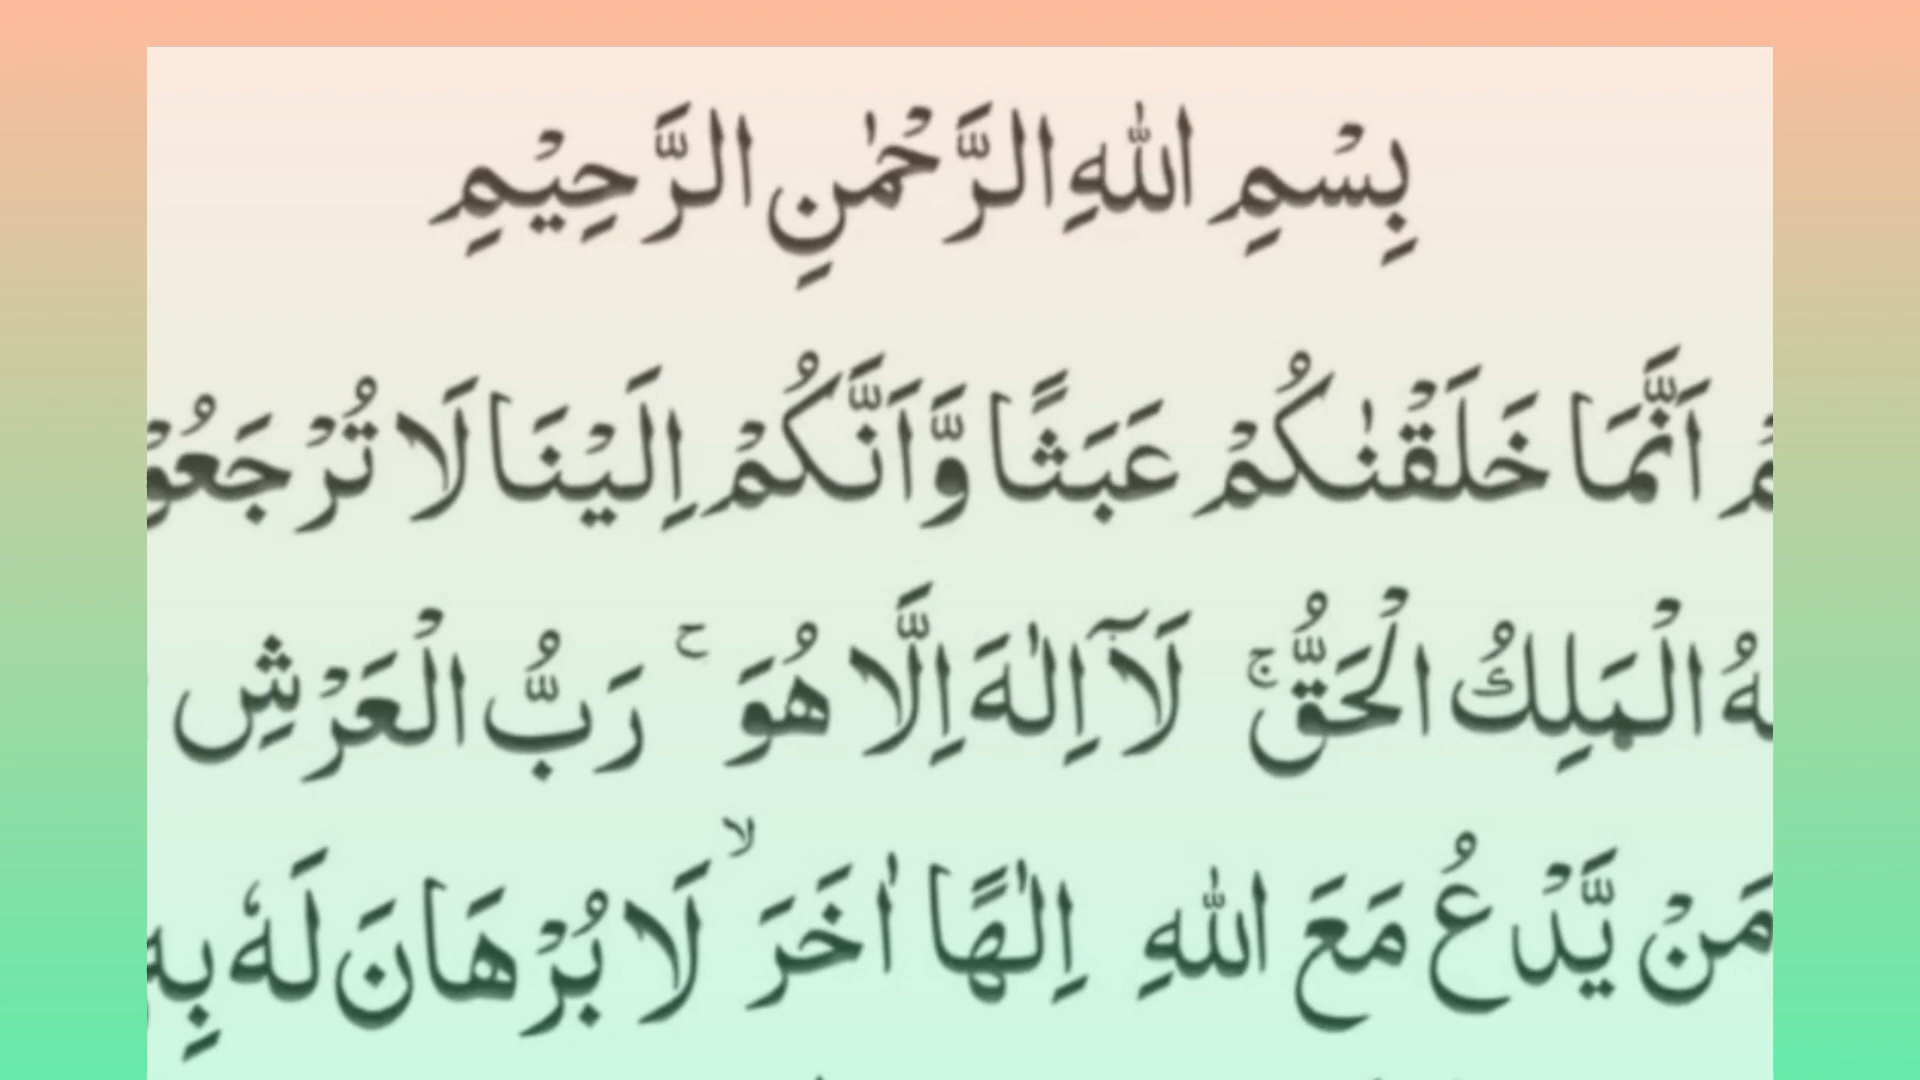 بِسْمِ اللهِ الرَّحْمٰنِ الرَّحِيْمِ
اَنَّمَا خَلَقْنٰكُمْ عَبَثًا وَّاَنَّكُمْ اِلَيْنَا لَا
الْمَلِكُ الْحَقُّ ۚ لَآ اِلٰهَ اِلَّا هُوَ ۚ رَبُّ الْعَرْشِ
يَّدْعُ مَعَ اللهِ اِلٰهًا اٰخَرَ ۙ لَا بُرْهَانَ لَهٗ